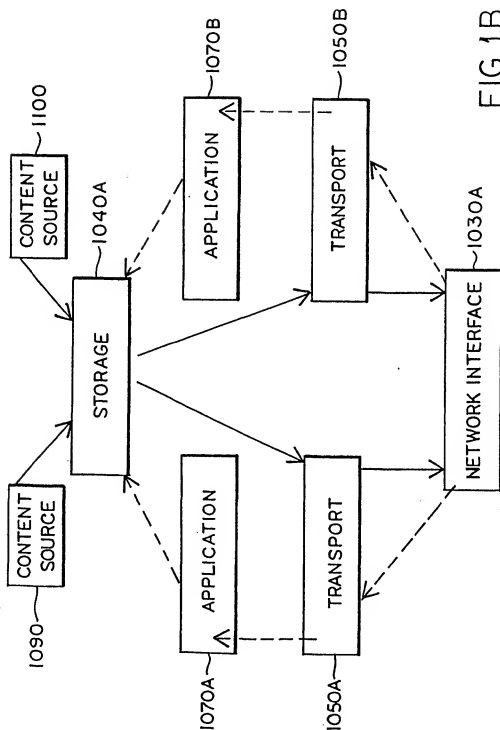 1090
CONTENT
SOURCE
CONTENT
SOURCE
1100
STORAGE
1040A
1070A
APPLICATION
APPLICATION
1070B
1050A
TRANSPORT
TRANSPORT
1050B
NETWORK INTERFACE
1030A
FIG 1B